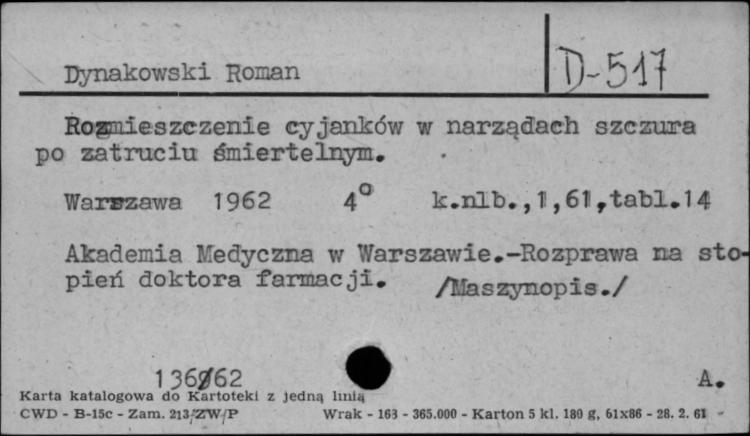 Dynakowski Roman
D-517
Rozmieszczenie cyjanków w narządach szczura
po zatruciu śmiertelnym.
Warszawa 1962 4° k.nlb.,1,61,tabl.14
Akademia Medyczna w Warszawie.-Rozprawa na sto-
pień doktora farmacji.
/Maszynopis./
136/62
A.
Karta katalogowa do Kartoteki z jedną linią
CWD - B-15c - Zam. 213/ZW/P Wrak - 163 - 365.000 - Karton 5 kl. 180 g, 61x86 - 28. 2. 61